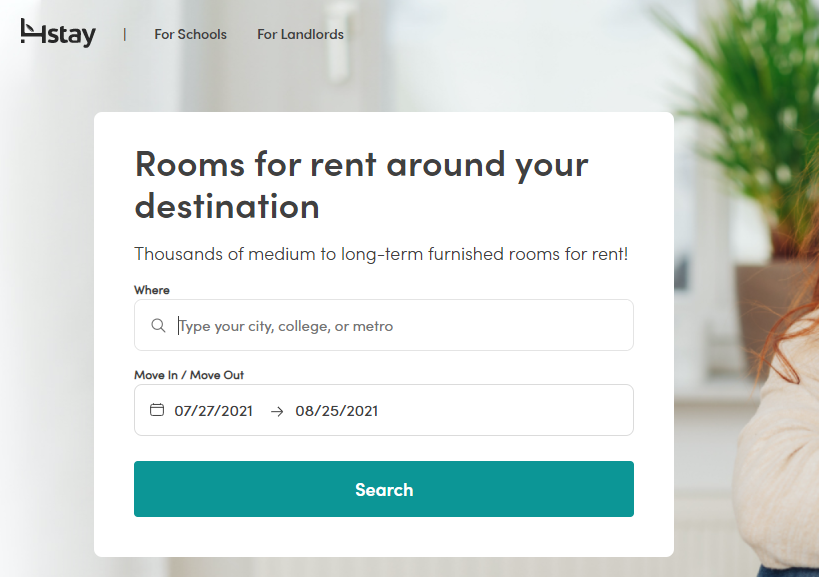 4stay | For Schools For Landlords
Rooms for rent around your
destination
Thousands of medium to long-term furnished rooms for rent!
Where
Type your city, college, or metro
Move In / Move Out
07/27/2021 → 08/25/2021
Search